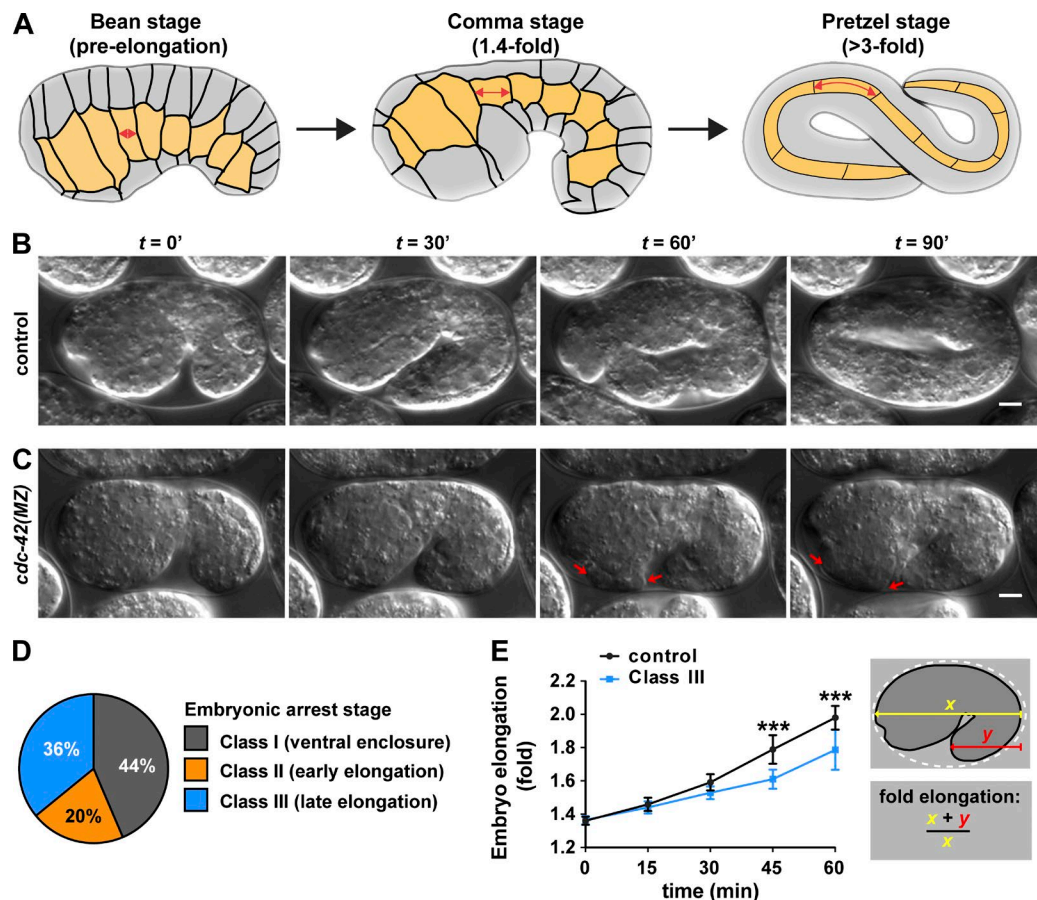 A
Bean stage
(pre-elongation)
Comma stage
(1.4-fold)
Pretzel stage
(>3-fold)
B
t = 0’
t = 30’
t = 60’
t = 90’
control
C
cdc-42(MZ)
D
36%
44%
20%
Embryonic arrest stage
Class I (ventral enclosure)
Class II (early elongation)
Class III (late elongation)
E
control
Class III
Embryo elongation
(fold)
2.2
2.0
1.8
1.6
1.4
1.2
***
***
0
15
30
45
60
time (min)
x
y
fold elongation:
x + y
x